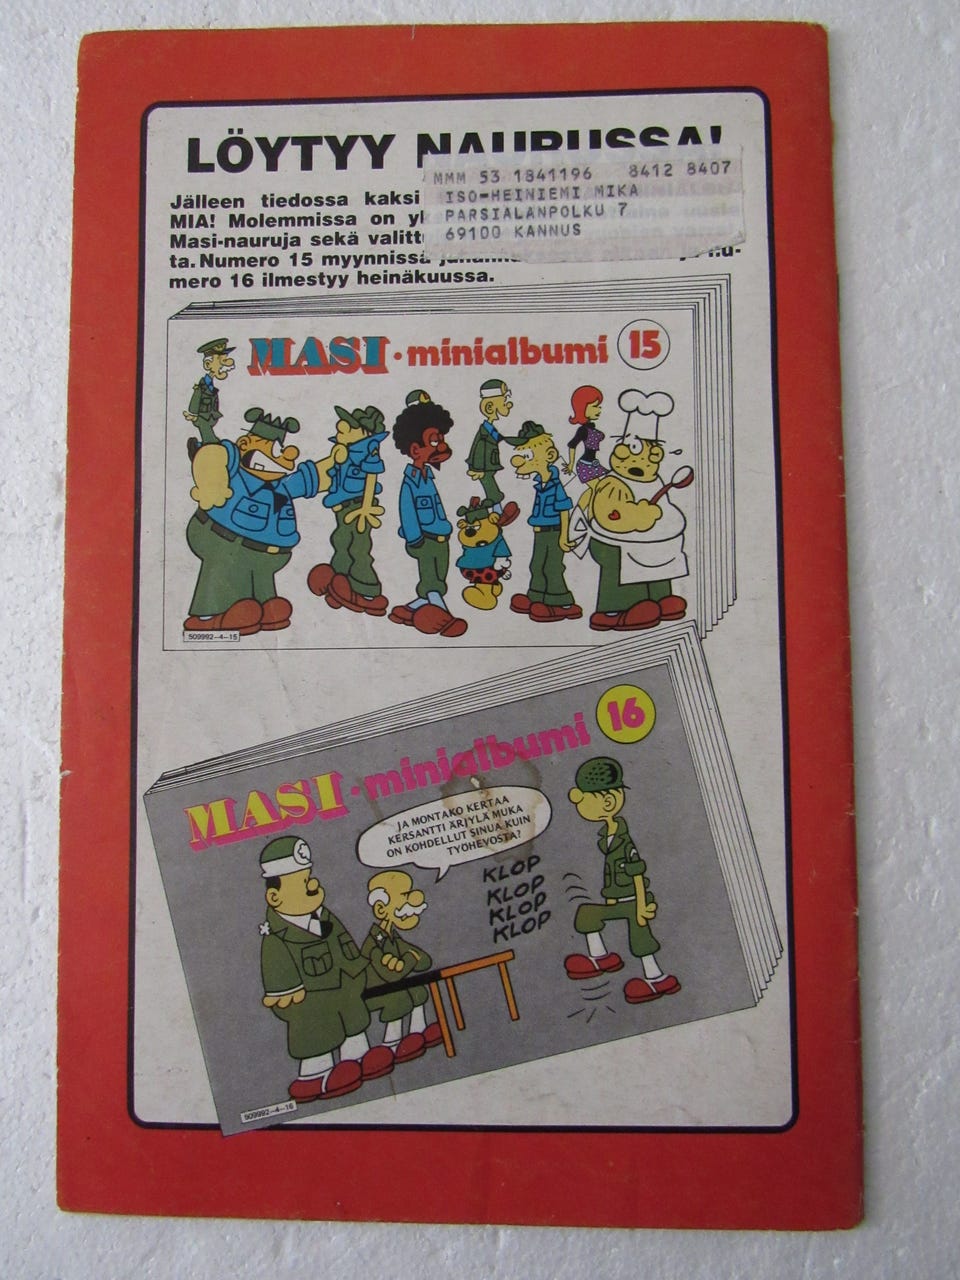 LÖYTYY NAURUSSA!
MMM 53 1841196 8412 8407
ISO-HEINIEMI MIKA
PARSIALANPOLKU 7
69100 KANNUS
Jälleen tiedossa kaksi
MIA! Molemmissa on
Masi-nauruja sekä
ta. Numero 15 myynnissä
mero 16 ilmestyy heinäkuussa.
MASI • minialbumi 15
509992-4-15
MASI • minialbumi 16
JA MONTAKO KERTAA
KERSANTTI ÄRJYLÄ MUKA
ON KOHDELLUT SINUA KUIN
TYÖHEVOSTA?
KLOP
KLOP
KLOP
KLOP
509992-4-16